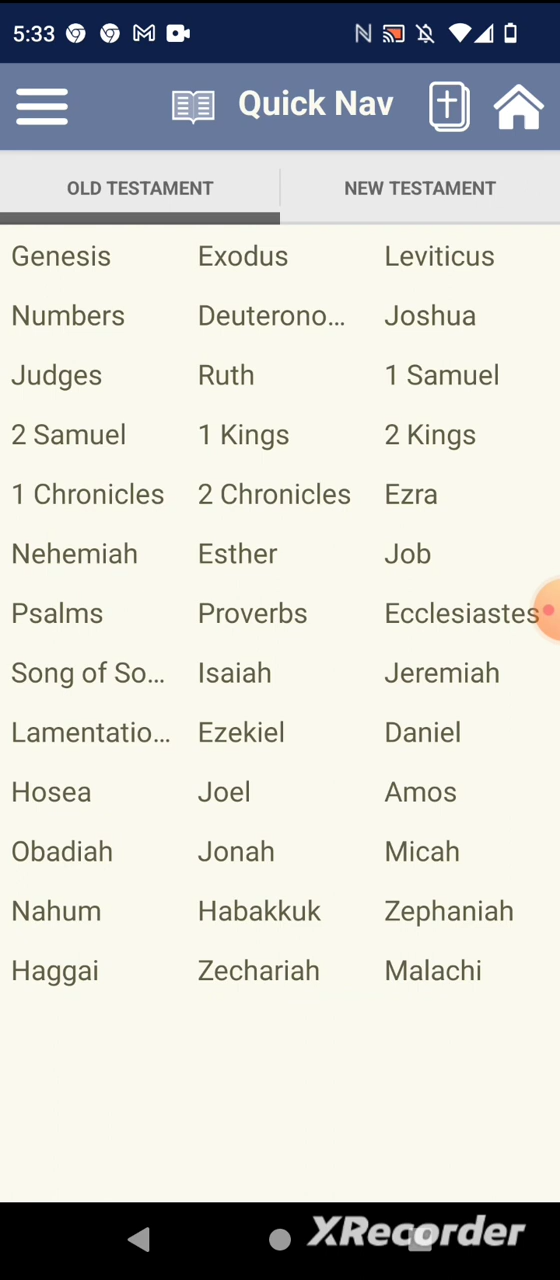 5:33
Quick Nav
OLD TESTAMENT NEW TESTAMENT
Genesis Exodus Leviticus
Numbers Deuterono... Joshua
Judges Ruth 1 Samuel
2 Samuel 1 Kings 2 Kings
1 Chronicles 2 Chronicles Ezra
Nehemiah Esther Job
Psalms Proverbs Ecclesiastes
Song of So... Isaiah Jeremiah
Lamentatio... Ezekiel Daniel
Hosea Joel Amos
Obadiah Jonah Micah
Nahum Habakkuk Zephaniah
Haggai Zechariah Malachi
XRecorder